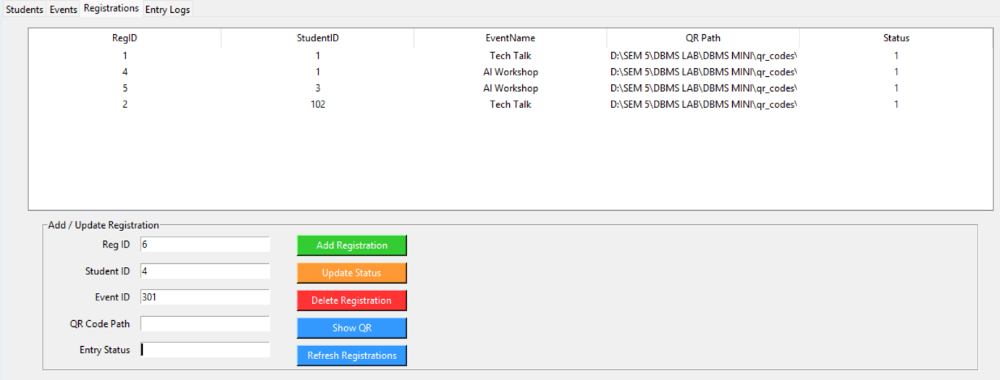 Students Events Registrations Entry Logs
RegID StudentID EventName QR Path Status
1 1 Tech Talk D:\SEM 5\DBMS LAB\DBMS MINI\qr_codes\ 1
4 1 AI Workshop D:\SEM 5\DBMS LAB\DBMS MINI\qr_codes\ 1
5 3 AI Workshop D:\SEM 5\DBMS LAB\DBMS MINI\qr_codes\ 1
2 102 Tech Talk D:\SEM 5\DBMS LAB\DBMS MINI\qr_codes\ 1
Add / Update Registration
Reg ID 6 Add Registration
Student ID 4 Update Status
Event ID 301 Delete Registration
QR Code Path Show QR
Entry Status Refresh Registrations